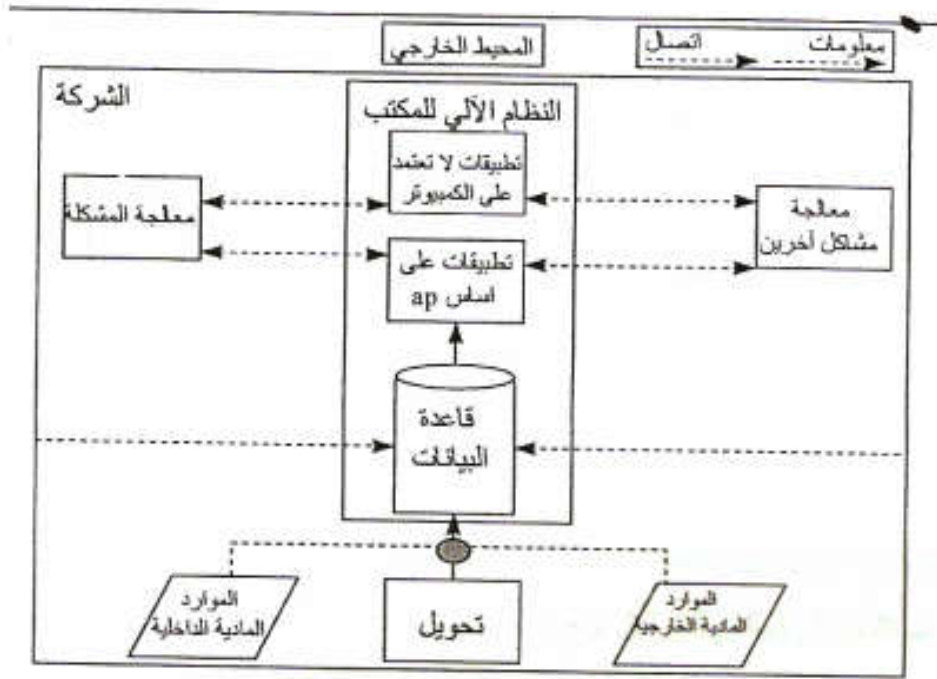 المحيط الخارجي
معلومات
اتصال
الشركة
النظام الآلي للمكتب
تطبيقات لا تعتمد
على الكمبيوتر
معالجة المشكلة
معالجة
مشاكل آخرين
تطبيقات على
اساس ap
قاعدة
البيانات
الموارد
المادية الداخلية
تحويل
الموارد
المادية الخارجية